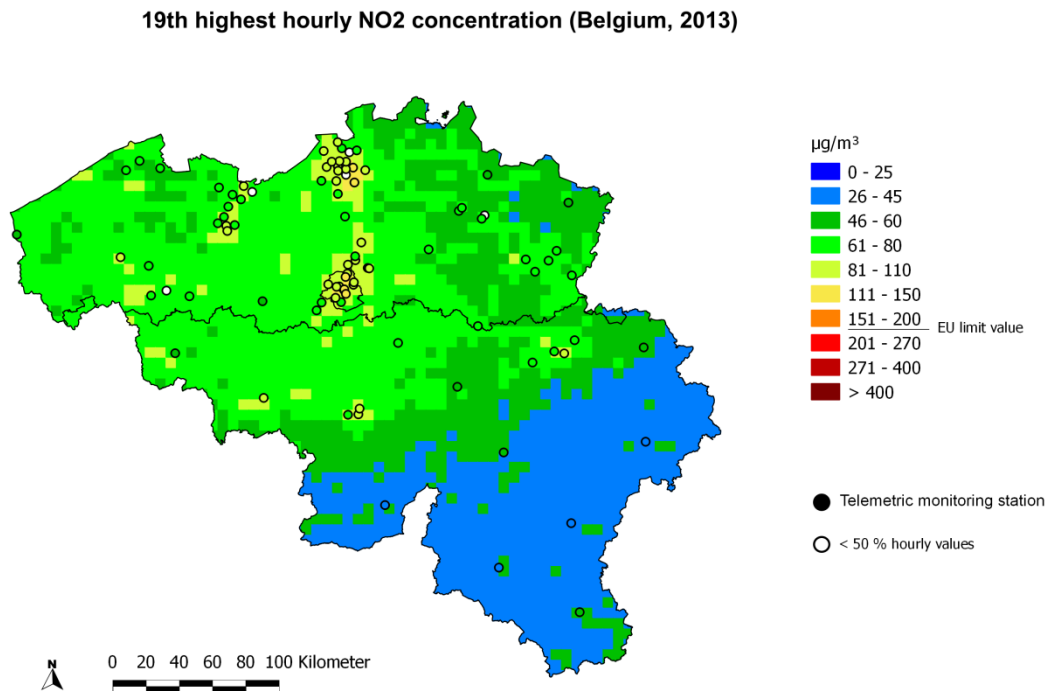 19th highest hourly NO2 concentration (Belgium, 2013)
µg/m³
0 - 25
26 - 45
46 - 60
61 - 80
81 - 110
111 - 150
151 - 200
EU limit value
201 - 270
271 - 400
> 400
Telemetric monitoring station
< 50 % hourly values
N
0 20 40 60 80 100 Kilometer